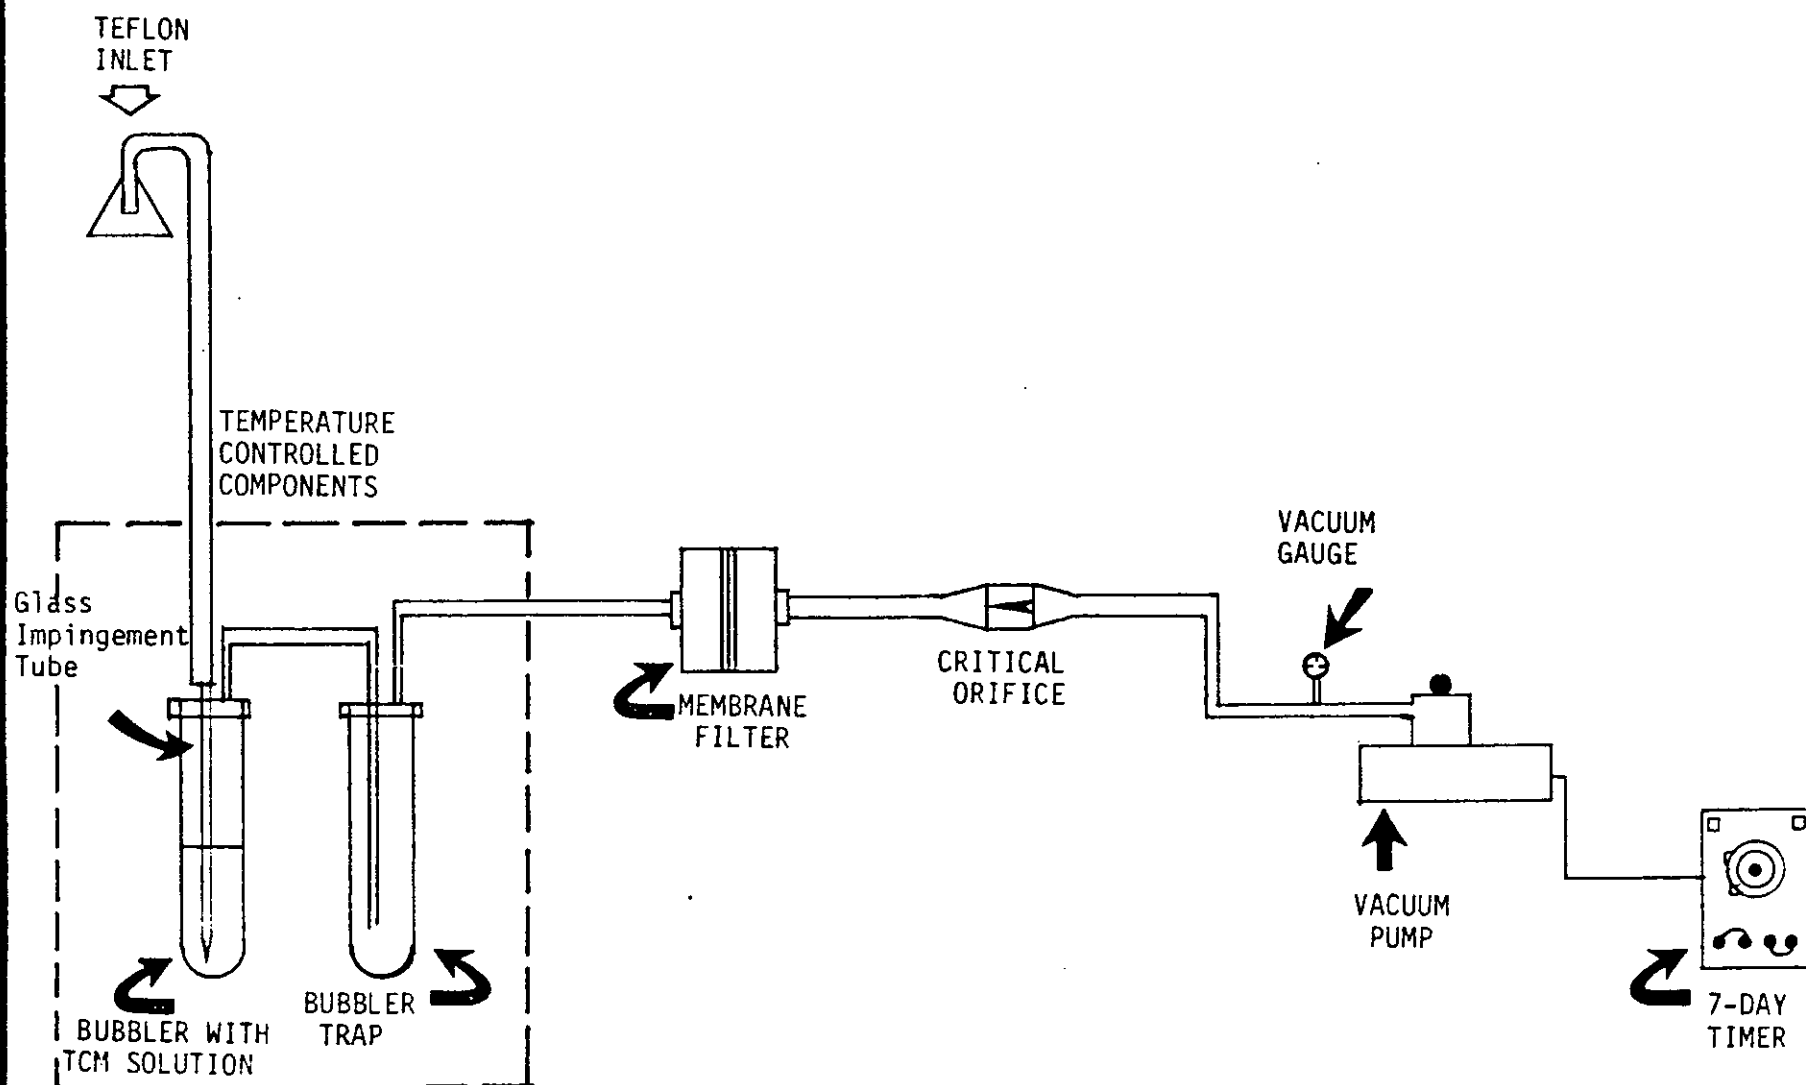 TEFLON
INLET
TEMPERATURE
CONTROLLED
COMPONENTS
Glass
Impingement
Tube
BUBBLER WITH
TCM SOLUTION
BUBBLER
TRAP
MEMBRANE
FILTER
CRITICAL
ORIFICE
VACUUM
GAUGE
VACUUM
PUMP
7-DAY
TIMER